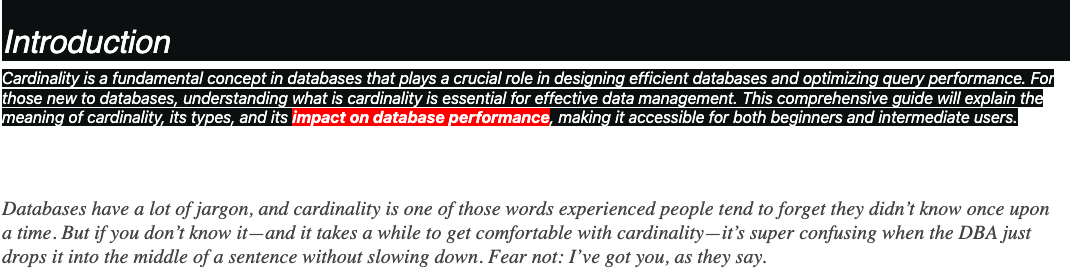 Introduction
Cardinality is a fundamental concept in databases that plays a crucial role in designing efficient databases and optimizing query performance. For
those new to databases, understanding what is cardinality is essential for effective data management. This comprehensive guide will explain the
meaning of cardinality, its types, and its impact on database performance, making it accessible for both beginners and intermediate users.
Databases have a lot of jargon, and cardinality is one of those words experienced people tend to forget they didn’t know once upon
a time. But if you don’t know it—and it takes a while to get comfortable with cardinality—it’s super confusing when the DBA just
drops it into the middle of a sentence without slowing down. Fear not: I’ve got you, as they say.